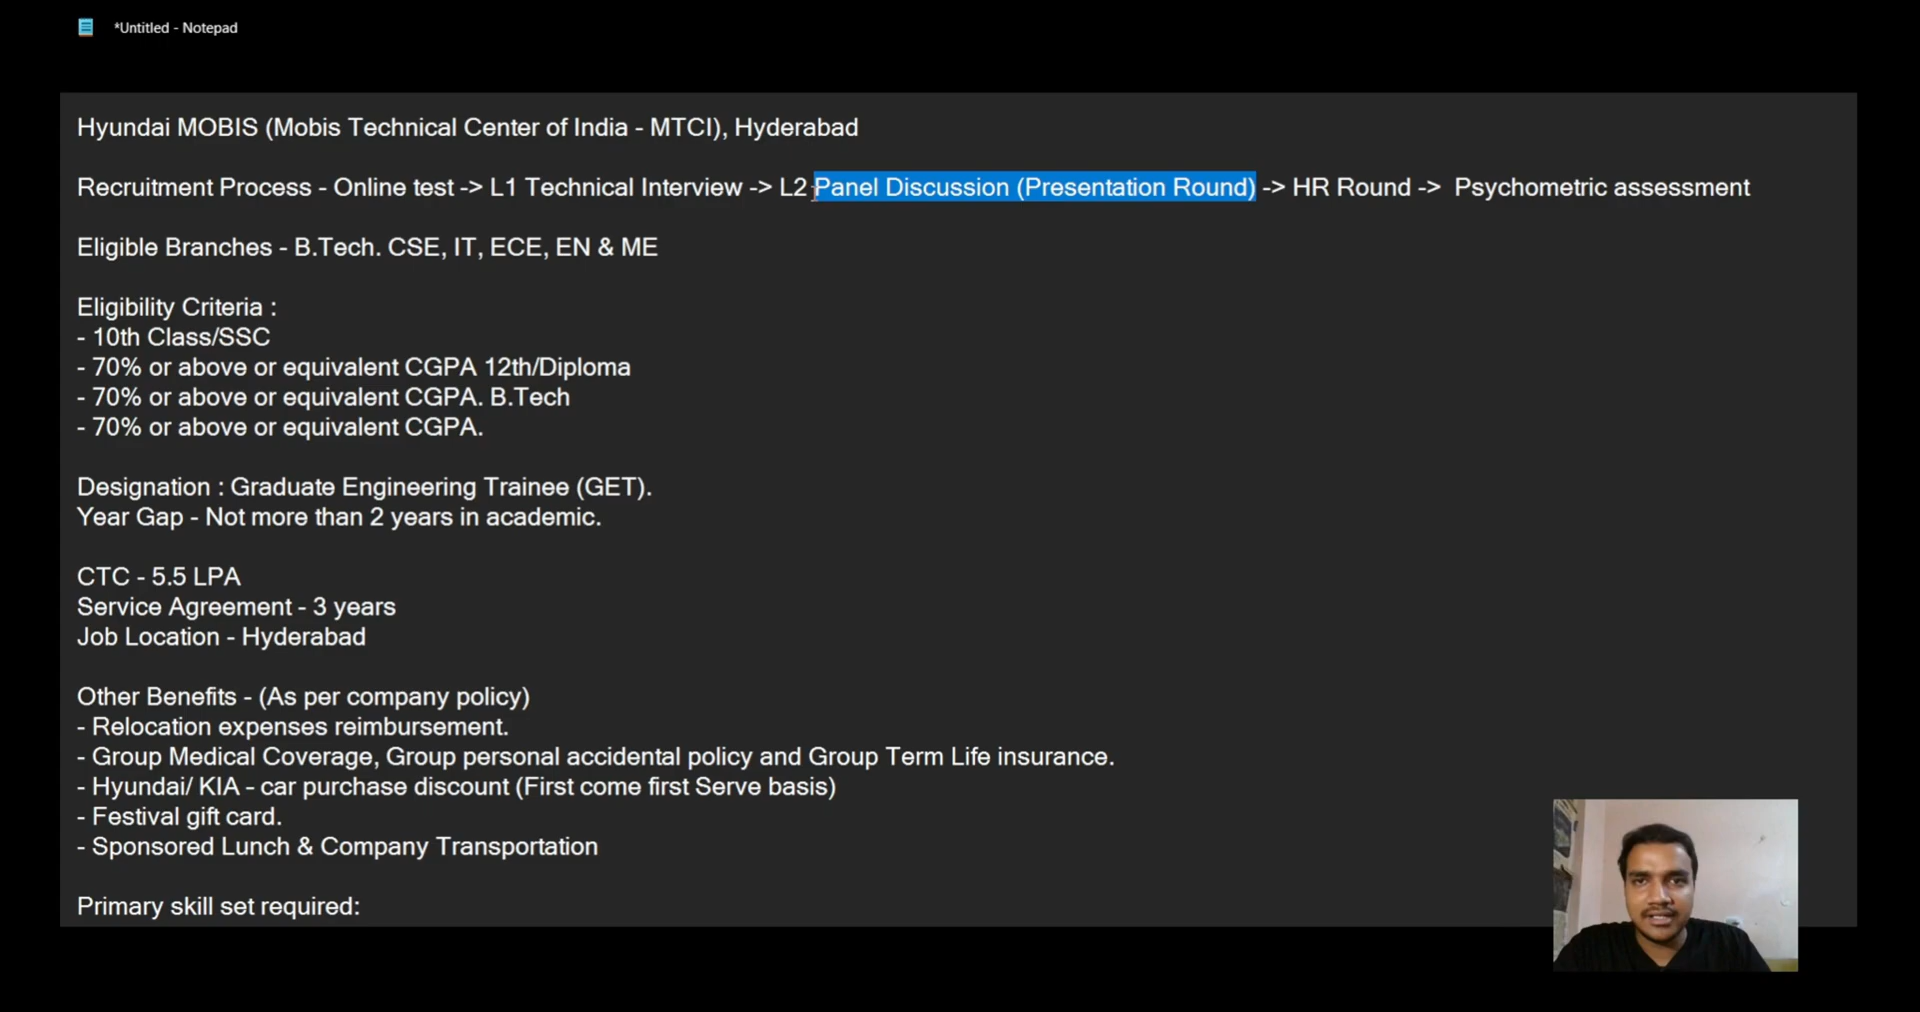 *Untitled - Notepad
Hyundai MOBIS (Mobis Technical Center of India - MTCI), Hyderabad
Recruitment Process - Online test -> L1 Technical Interview -> L2 Panel Discussion (Presentation Round) -> HR Round -> Psychometric assessment
Eligible Branches - B.Tech. CSE, IT, ECE, EN & ME
Eligibility Criteria :
- 10th Class/SSC
- 70% or above or equivalent CGPA 12th/Diploma
- 70% or above or equivalent CGPA. B.Tech
- 70% or above or equivalent CGPA.
Designation : Graduate Engineering Trainee (GET).
Year Gap - Not more than 2 years in academic.
CTC - 5.5 LPA
Service Agreement - 3 years
Job Location - Hyderabad
Other Benefits - (As per company policy)
- Relocation expenses reimbursement.
- Group Medical Coverage, Group personal accidental policy and Group Term Life insurance.
- Hyundai/ KIA - car purchase discount (First come first Serve basis)
- Festival gift card.
- Sponsored Lunch & Company Transportation
Primary skill set required: